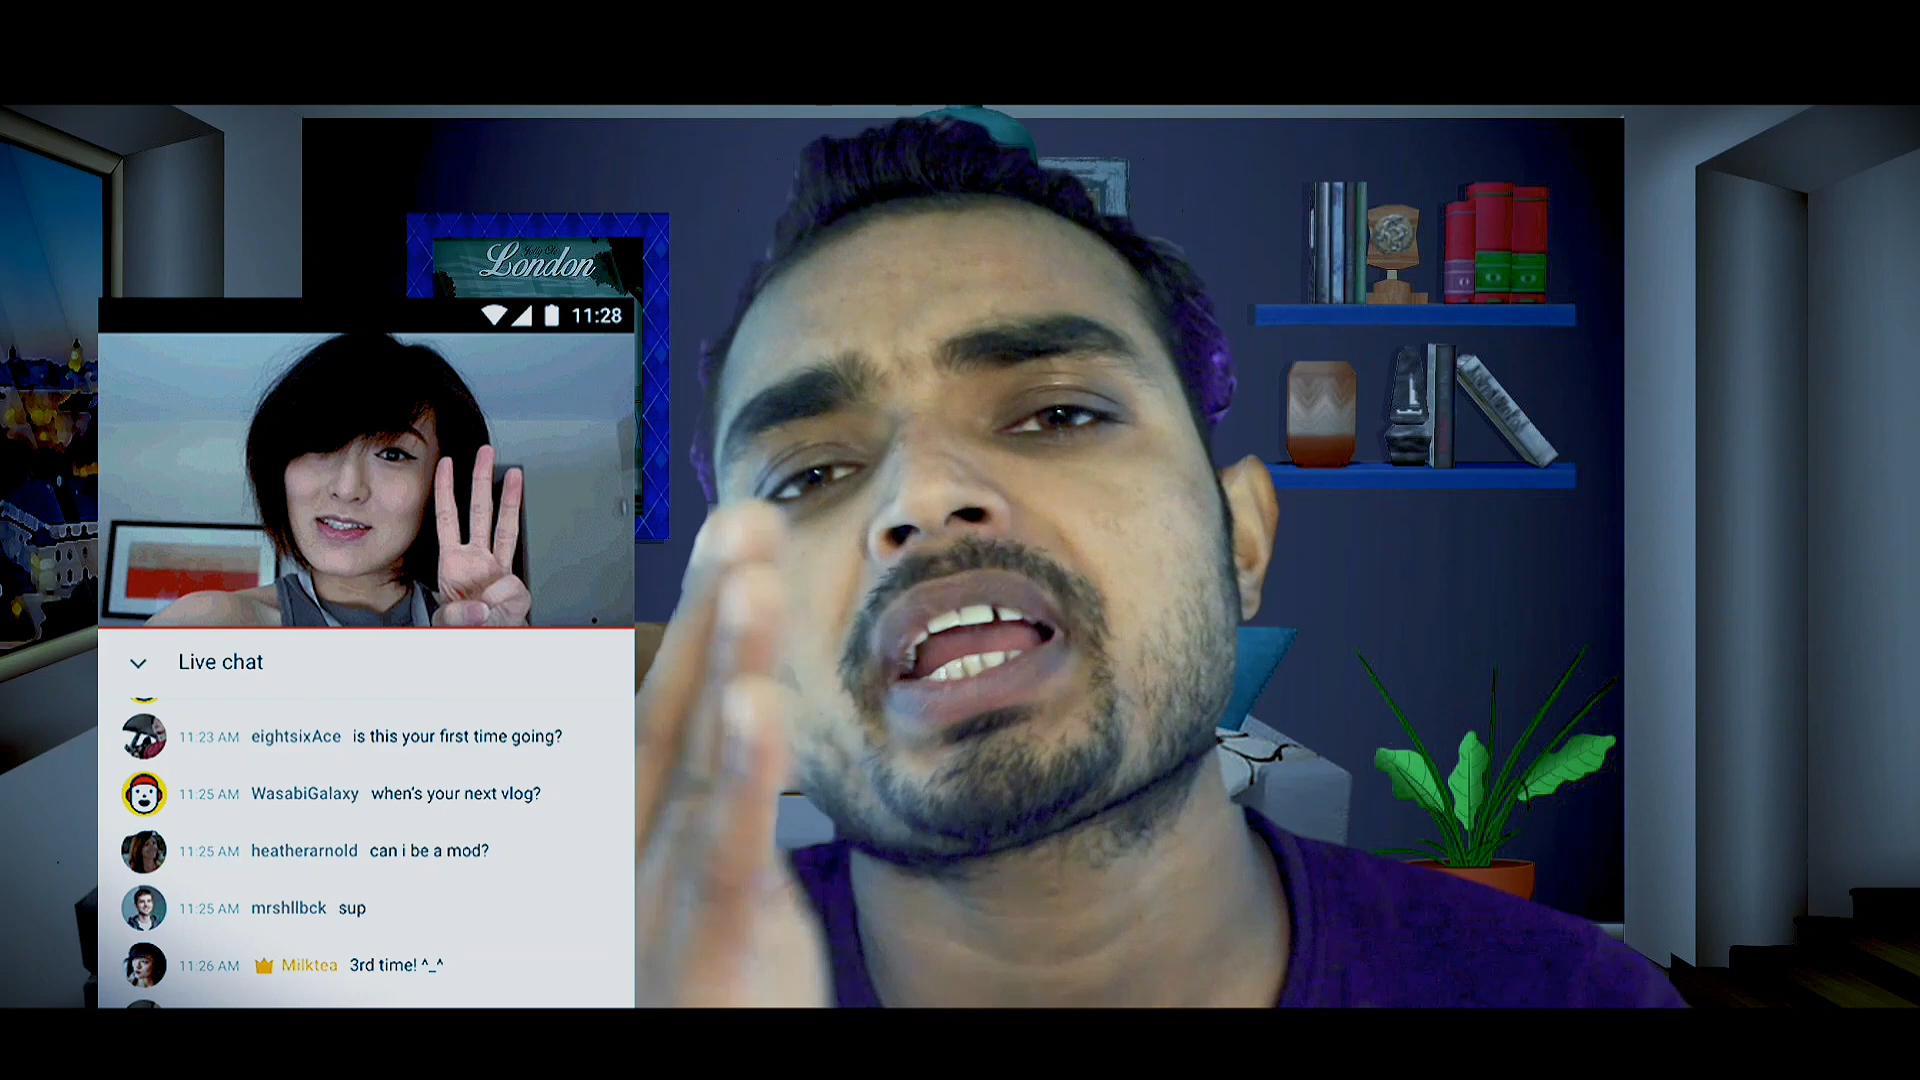 Jolly Ole
London
11:28
Live chat
11:23 AM eightsixAce is this your first time going?
11:25 AM WasabiGalaxy when's your next vlog?
11:25 AM heatherarnold can i be a mod?
11:25 AM mrshllbck sup
11:26 AM Milktea 3rd time! ^_^